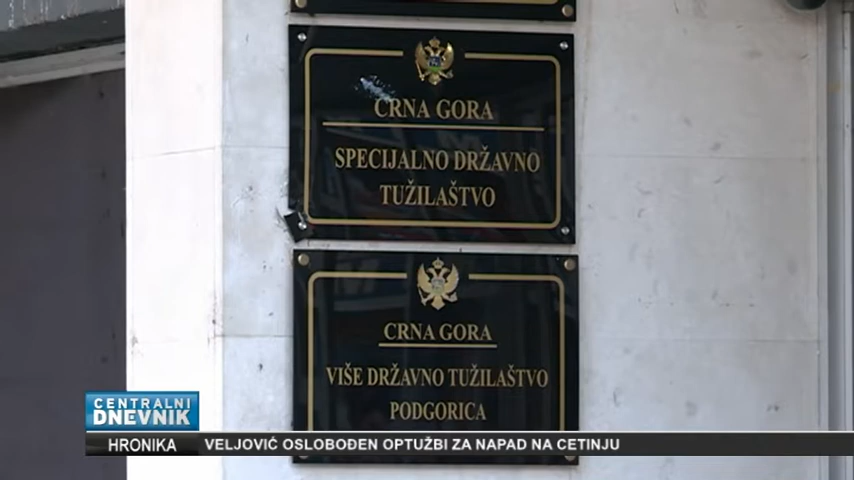 CRNA GORA
SPECIJALNO DRŽAVNO
TUŽILAŠTVO
CRNA GORA
VIŠE DRŽAVNO TUŽILAŠTVO
PODGORICA
CENTRALNI
DNEVNIK
HRONIKA VELJOVIĆ OSLOBOĐEN OPTUŽBI ZA NAPAD NA CETINJU